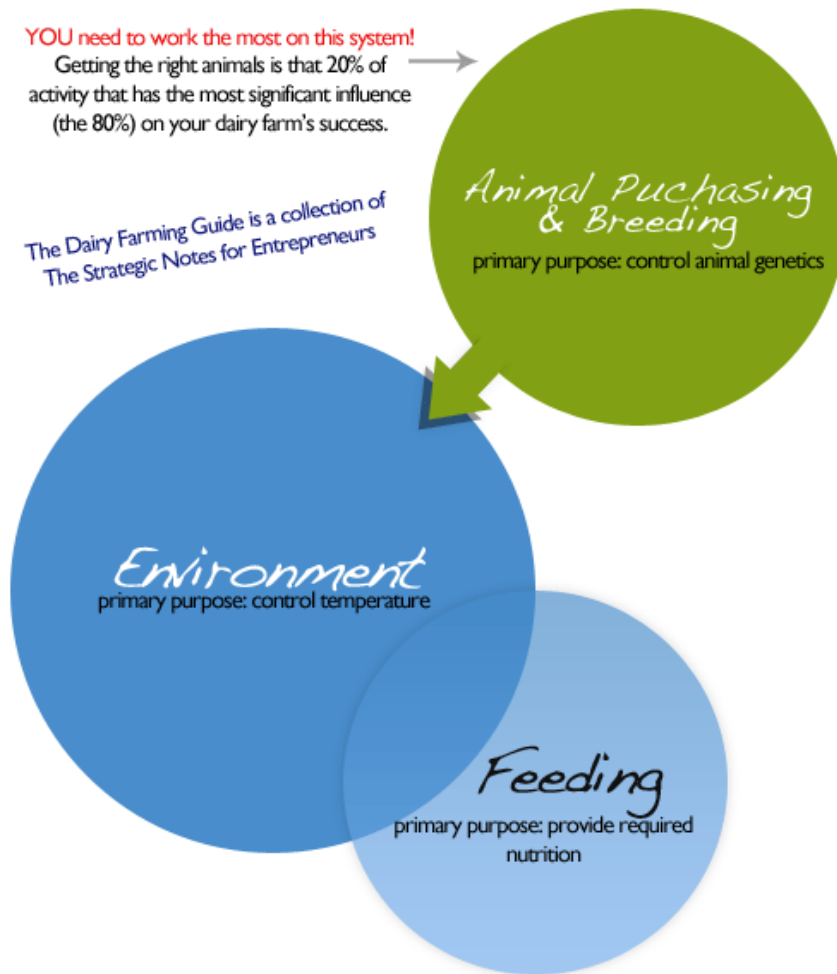 YOU need to work the most on this system!
Getting the right animals is that 20% of
activity that has the most significant influence
(the 80%) on your dairy farm's success.
Animal Puchasing
& Breeding
primary purpose: control animal genetics
The Dairy Farming Guide is a collection of
The Strategic Notes for Entrepreneurs
Environment
primary purpose: control temperature
Feeding
primary purpose: provide required
nutrition